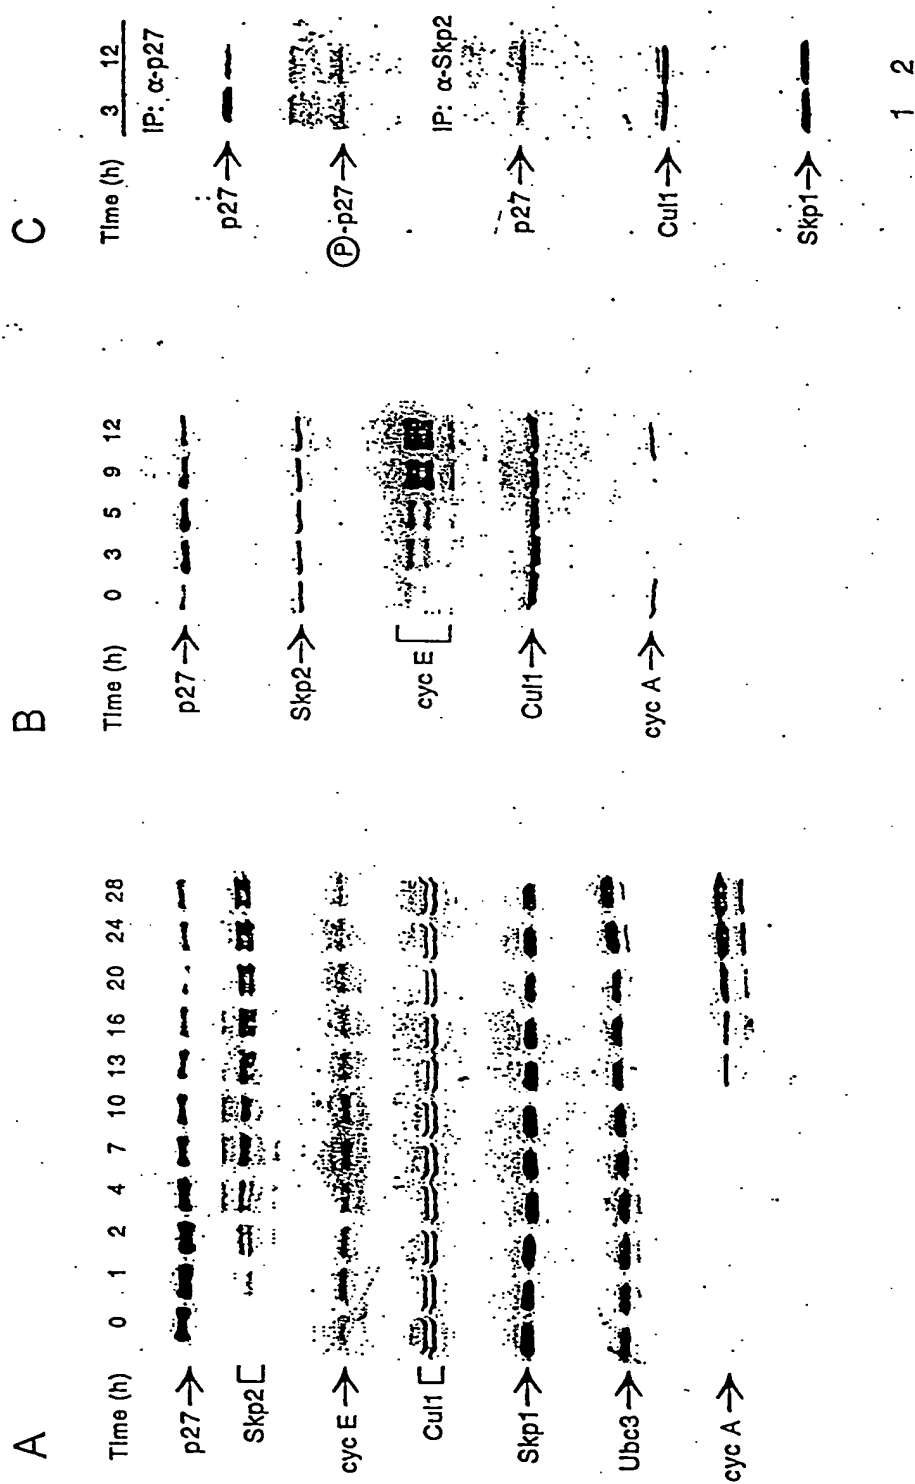 A
Time (h) 0 1 2 4 7 10 13 16 20 24 28
p27
Skp2
cyc E
Cul1
Skp1
Ubc3
cyc A
B
Time (h) 0 3 5 9 12
p27
Skp2
cyc E
Cul1
cyc A
C
Time (h) 3 12
IP: α-p27
p27
P-p27
IP: α-Skp2
p27
Cul1
Skp1
1 2